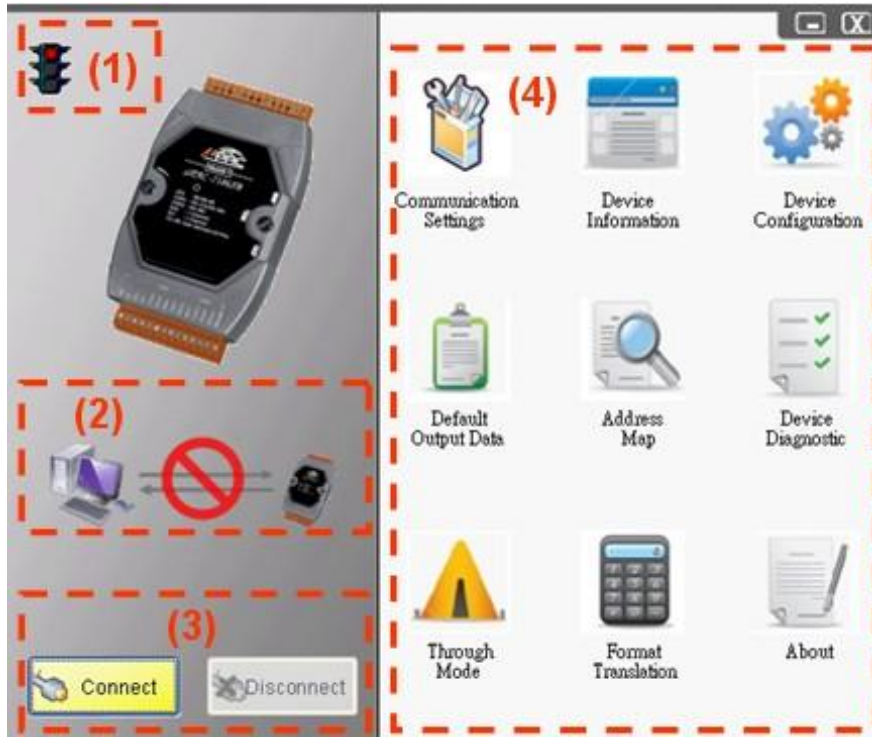 (1)
(2)
(3)
Connect
Disconnect
X
(4)
Communication
Settings
Device
Information
Device
Configuration
Default
Output Data
Address
Map
Device
Diagnostic
Through
Mode
Format
Translation
About